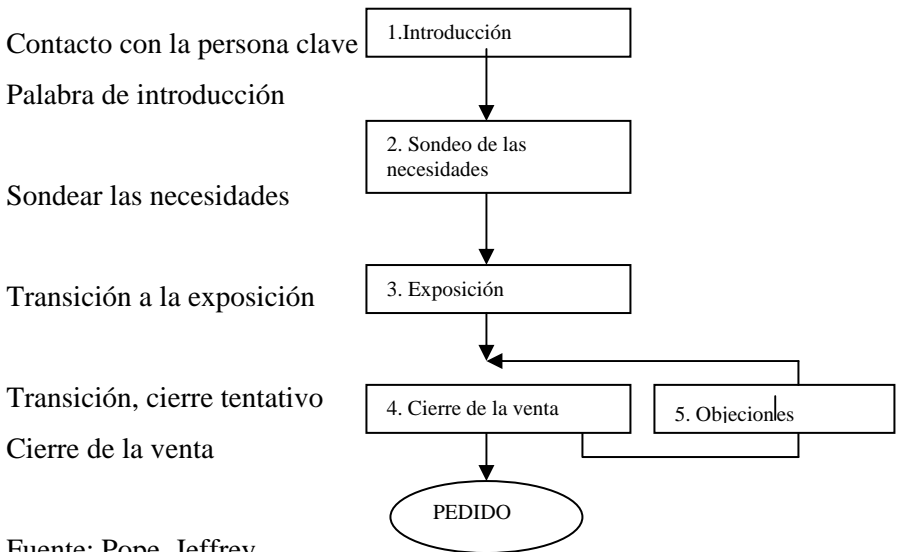 Contacto con la persona clave
1.Introducción
Palabra de introducción
2. Sondeo de las
necesidades
Sondear las necesidades
Transición a la exposición
3. Exposición
Transición, cierre tentativo
4. Cierre de la venta
5. Objeciones
Cierre de la venta
PEDIDO
Fuente: Pope, Jeffrey